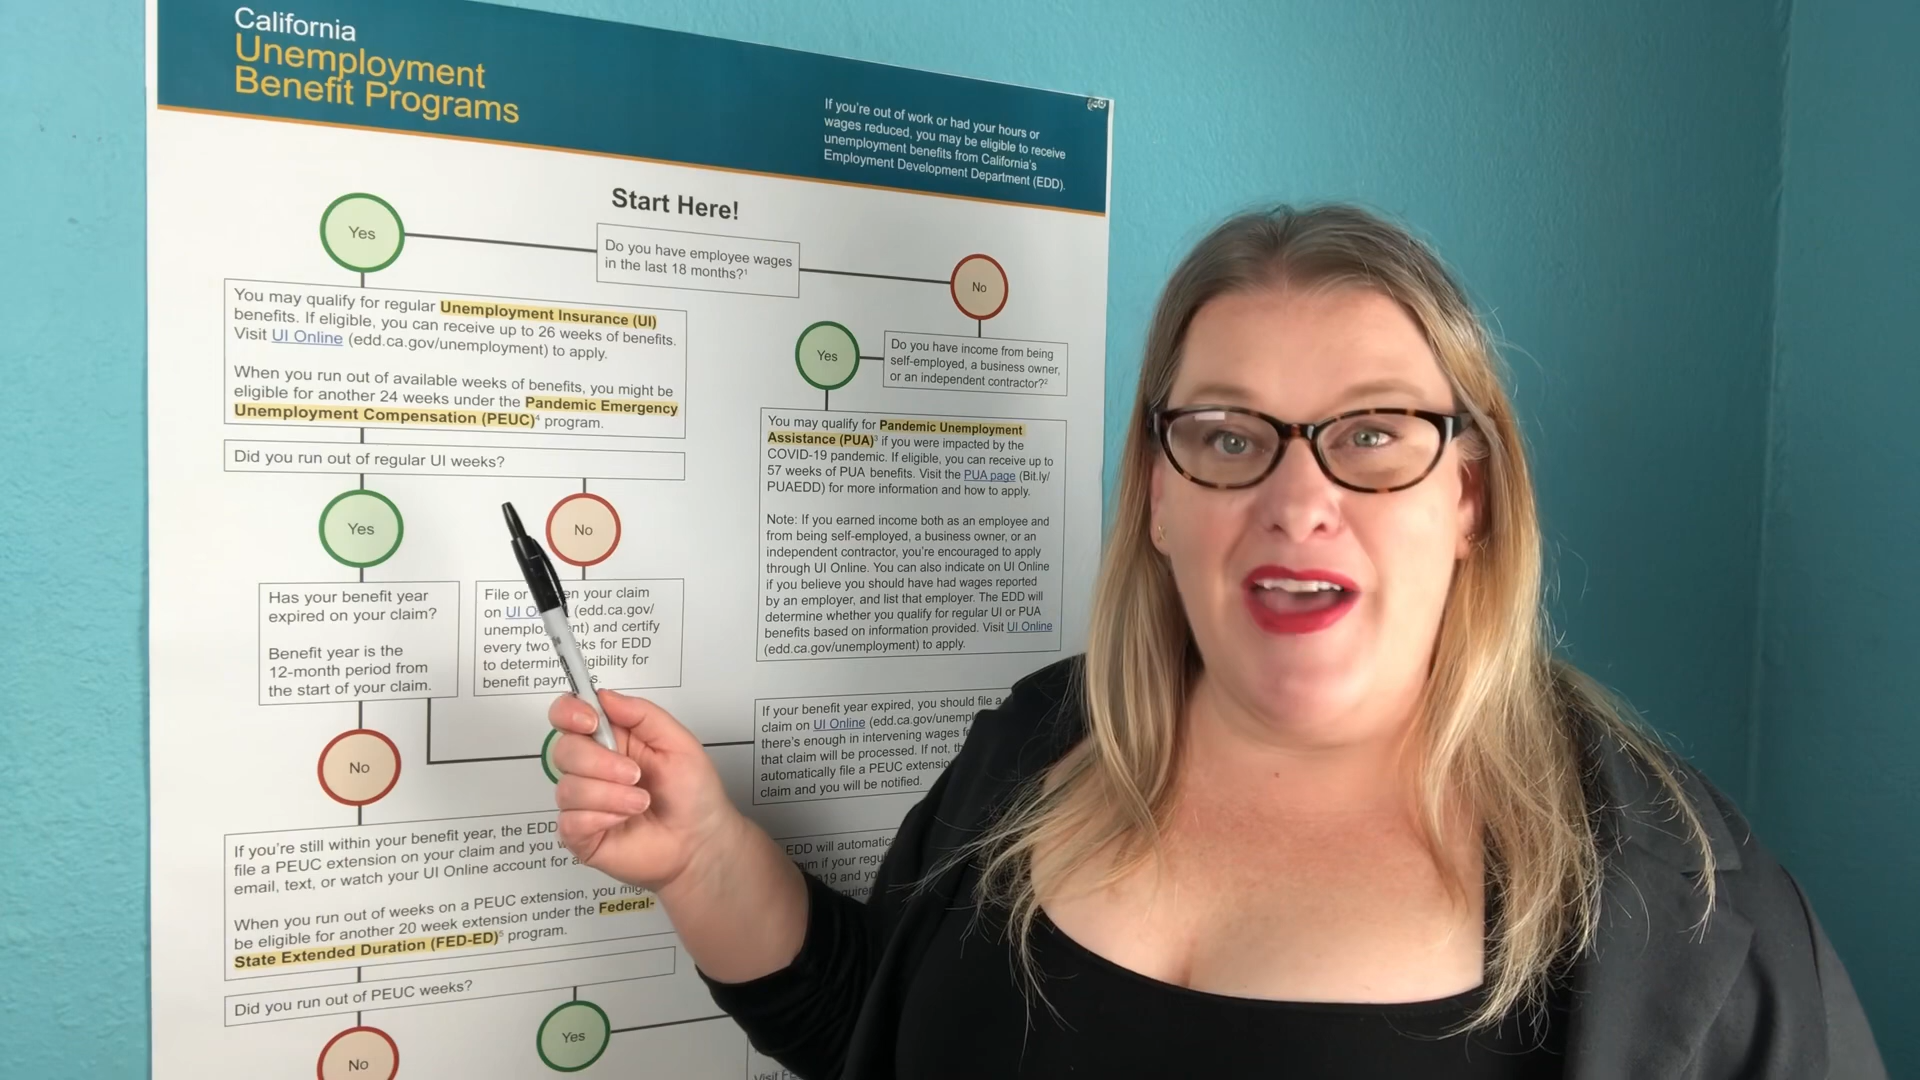 California
Unemployment
Benefit Programs
If you're out of work or had your hours or
wages reduced, you may be eligible to receive
unemployment benefits from California's
Employment Development Department (EDD).
Start Here!
Do you have employee wages
in the last 18 months?¹
Yes
No
You may qualify for regular Unemployment Insurance (UI)
benefits. If eligible, you can receive up to 26 weeks of benefits.
Visit UI Online (edd.ca.gov/unemployment) to apply.
When you run out of available weeks of benefits, you might be
eligible for another 24 weeks under the Pandemic Emergency
Unemployment Compensation (PEUC)⁴ program.
Do you have income from being
self-employed, a business owner,
or an independent contractor?²
Yes
You may qualify for Pandemic Unemployment
Assistance (PUA)³ if you were impacted by the
COVID-19 pandemic. If eligible, you can receive up to
57 weeks of PUA benefits. Visit the PUA page (Bit.ly/
PUAEDD) for more information and how to apply.
Note: If you earned income both as an employee and
from being self-employed, a business owner, or an
independent contractor, you're encouraged to apply
through UI Online. You can also indicate on UI Online
if you believe you should have had wages reported
by an employer, and list that employer. The EDD will
determine whether you qualify for regular UI or PUA
benefits based on information provided. Visit UI Online
(edd.ca.gov/unemployment) to apply.
Did you run out of regular UI weeks?
Yes
No
Has your benefit year
expired on your claim?
Benefit year is the
12-month period from
the start of your claim.
File or your claim
on UI (edd.ca.gov/
and certify
every two for EDD
to for
benefit
No
If your benefit year expired, you should file a
claim on UI Online
there's enough in intervening wages
that claim will be processed. If not,
automatically file a PEUC
claim and you will be notified.
If you're still within your benefit year, the EDD
file a PEUC extension on your claim and you
email, text, or watch your UI Online account for
When you run out of weeks on a PEUC extension, you
be eligible for another 20 week extension under the Federal-
State Extended Duration (FED-ED)⁵ program.
EDD will
if your
19 and
Did you run out of PEUC weeks?
Yes
No
Visit